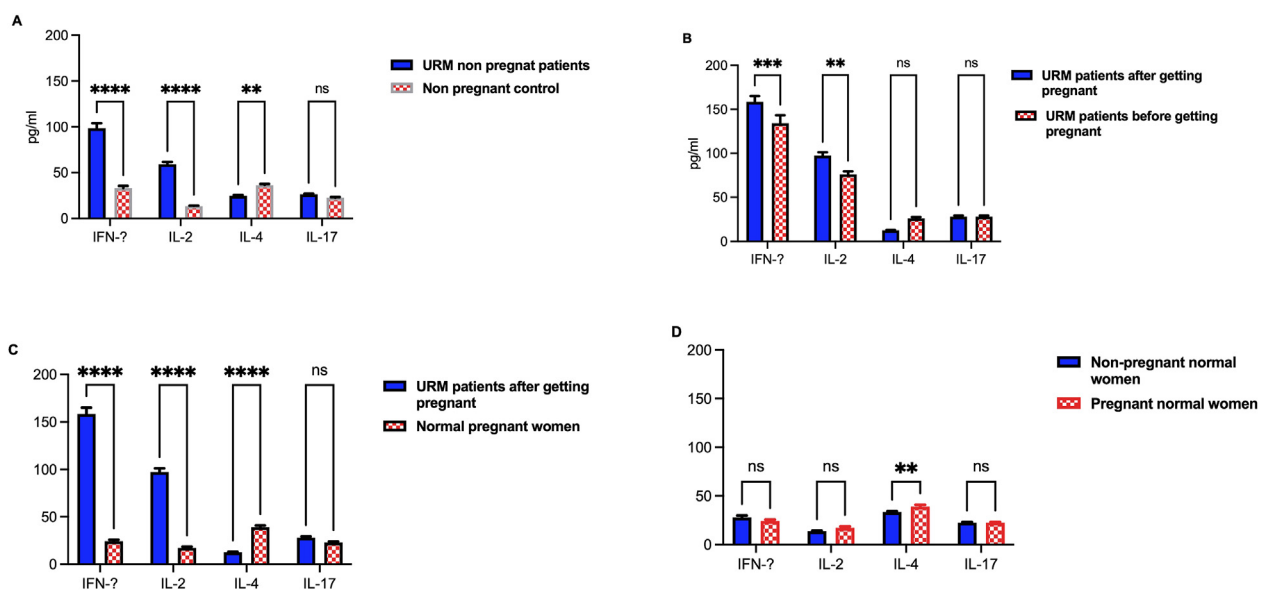 A
200
150
100
50
0
pg/ml
**** **** ** ns
IFN-? IL-2 IL-4 IL-17
URM non pregnat patients
Non pregnant control
B
200
150
100
50
0
pg/ml
*** ** ns ns
IFN-? IL-2 IL-4 IL-17
URM patients after getting
pregnant
URM patients before getting
pregnant
C
200
150
100
50
0
**** **** **** ns
IFN-? IL-2 IL-4 IL-17
URM patients after getting
pregnant
Normal pregnant women
D
200
150
100
50
0
ns ns ** ns
IFN-? IL-2 IL-4 IL-17
Non-pregnant normal
women
Pregnant normal women